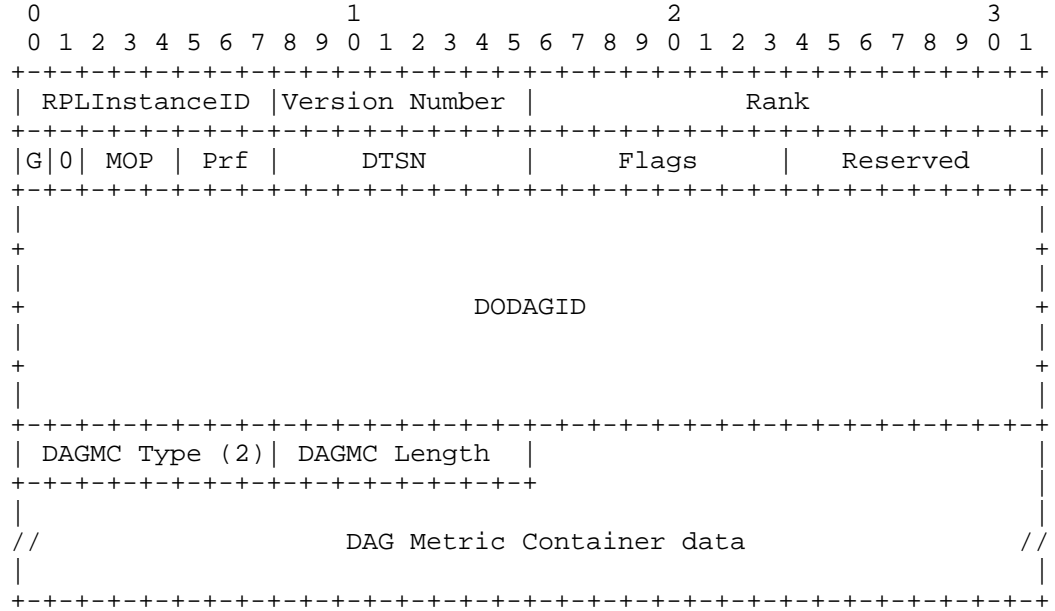 0                   1                   2                   3
 0 1 2 3 4 5 6 7 8 9 0 1 2 3 4 5 6 7 8 9 0 1 2 3 4 5 6 7 8 9 0 1
+-+-+-+-+-+-+-+-+-+-+-+-+-+-+-+-+-+-+-+-+-+-+-+-+-+-+-+-+-+-+-+-+
| RPLInstanceID |Version Number |             Rank              |
+-+-+-+-+-+-+-+-+-+-+-+-+-+-+-+-+-+-+-+-+-+-+-+-+-+-+-+-+-+-+-+-+
|G|0| MOP | Prf |     DTSN      |     Flags     |   Reserved    |
+-+-+-+-+-+-+-+-+-+-+-+-+-+-+-+-+-+-+-+-+-+-+-+-+-+-+-+-+-+-+-+-+
|                                                               |
+                                                               +
|                                                               |
+                            DODAGID                            +
|                                                               |
+                                                               +
|                                                               |
+-+-+-+-+-+-+-+-+-+-+-+-+-+-+-+-+-+-+-+-+-+-+-+-+-+-+-+-+-+-+-+-+
| DAGMC Type (2)| DAGMC Length  |                               |
+-+-+-+-+-+-+-+-+-+-+-+-+-+-+-+-+                               |
|                                                               |
//                   DAG Metric Container data                 //
|                                                               |
+-+-+-+-+-+-+-+-+-+-+-+-+-+-+-+-+-+-+-+-+-+-+-+-+-+-+-+-+-+-+-+-+